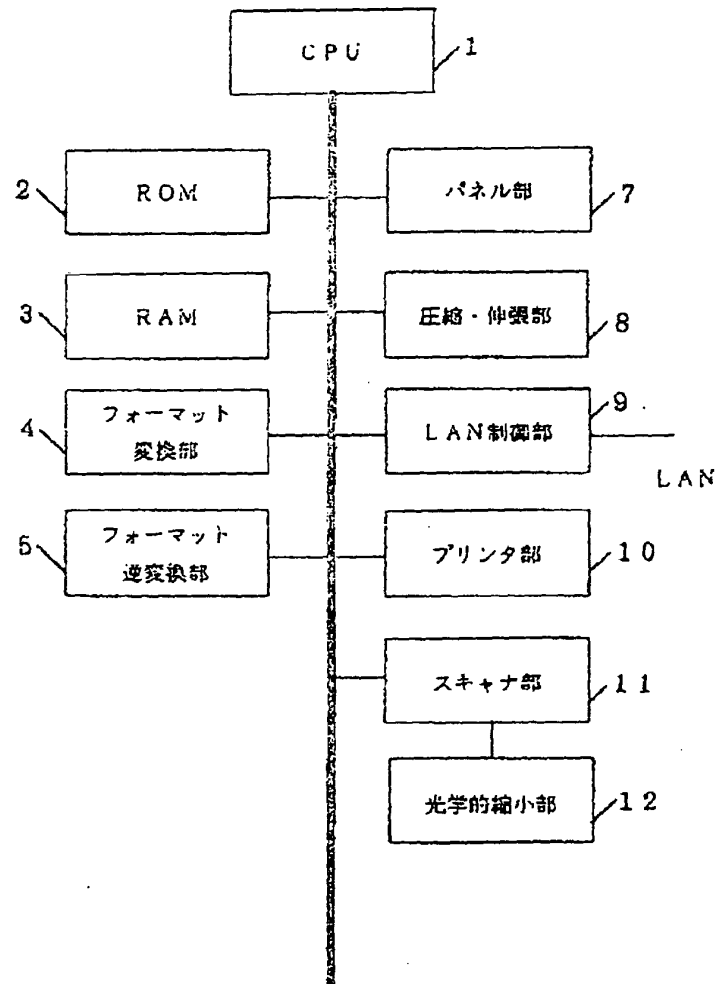 CPU
1
2
ROM
パネル部
7
3
RAM
圧縮・伸張部
8
4
フォーマット
変換部
LAN制御部
9
LAN
5
フォーマット
逆変換部
プリンタ部
10
スキャナ部
11
光学的縮小部
12